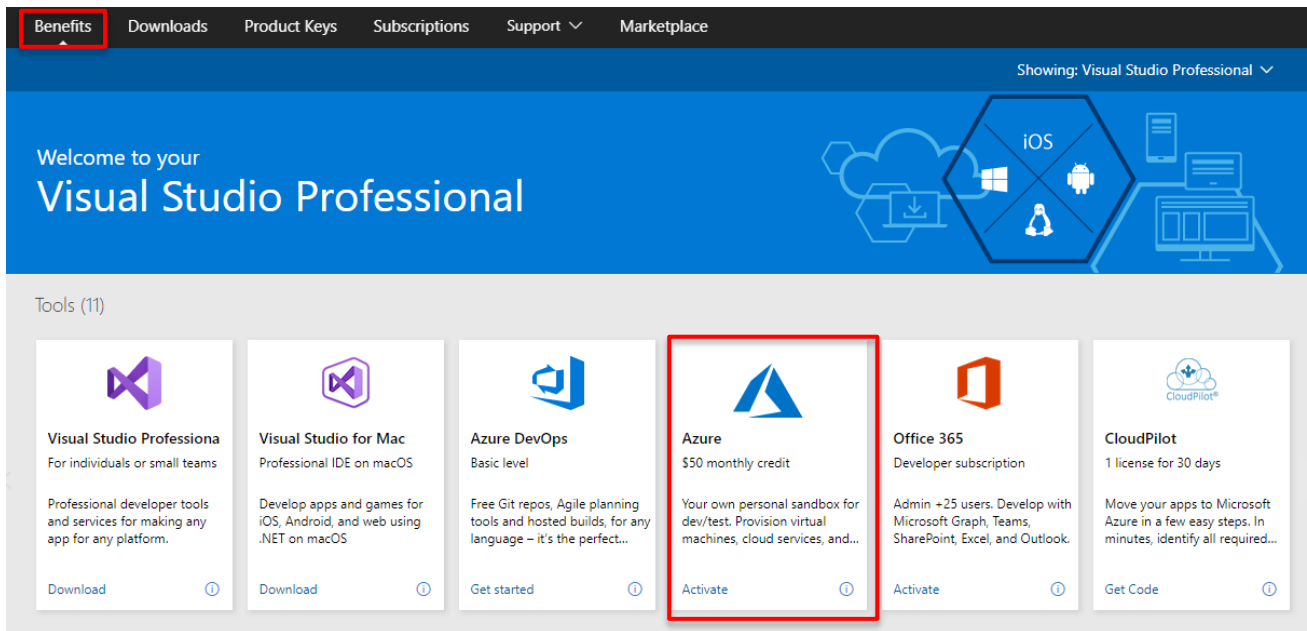 Benefits Downloads Product Keys Subscriptions Support Marketplace
Showing: Visual Studio Professional
Welcome to your
Visual Studio Professional
iOS
Tools (11)
CloudPilot®
Visual Studio Professiona
For individuals or small teams
Professional developer tools
and services for making any
app for any platform.
Download
Visual Studio for Mac
Professional IDE on macOS
Develop apps and games for
iOS, Android, and web using
.NET on macOS
Download
Azure DevOps
Basic level
Free Git repos, Agile planning
tools and hosted builds, for any
language – it's the perfect...
Get started
Azure
$50 monthly credit
Your own personal sandbox for
dev/test. Provision virtual
machines, cloud services, and...
Activate
Office 365
Developer subscription
Admin +25 users. Develop with
Microsoft Graph, Teams,
SharePoint, Excel, and Outlook.
Activate
CloudPilot
1 license for 30 days
Move your apps to Microsoft
Azure in a few easy steps. In
minutes, identify all required...
Get Code